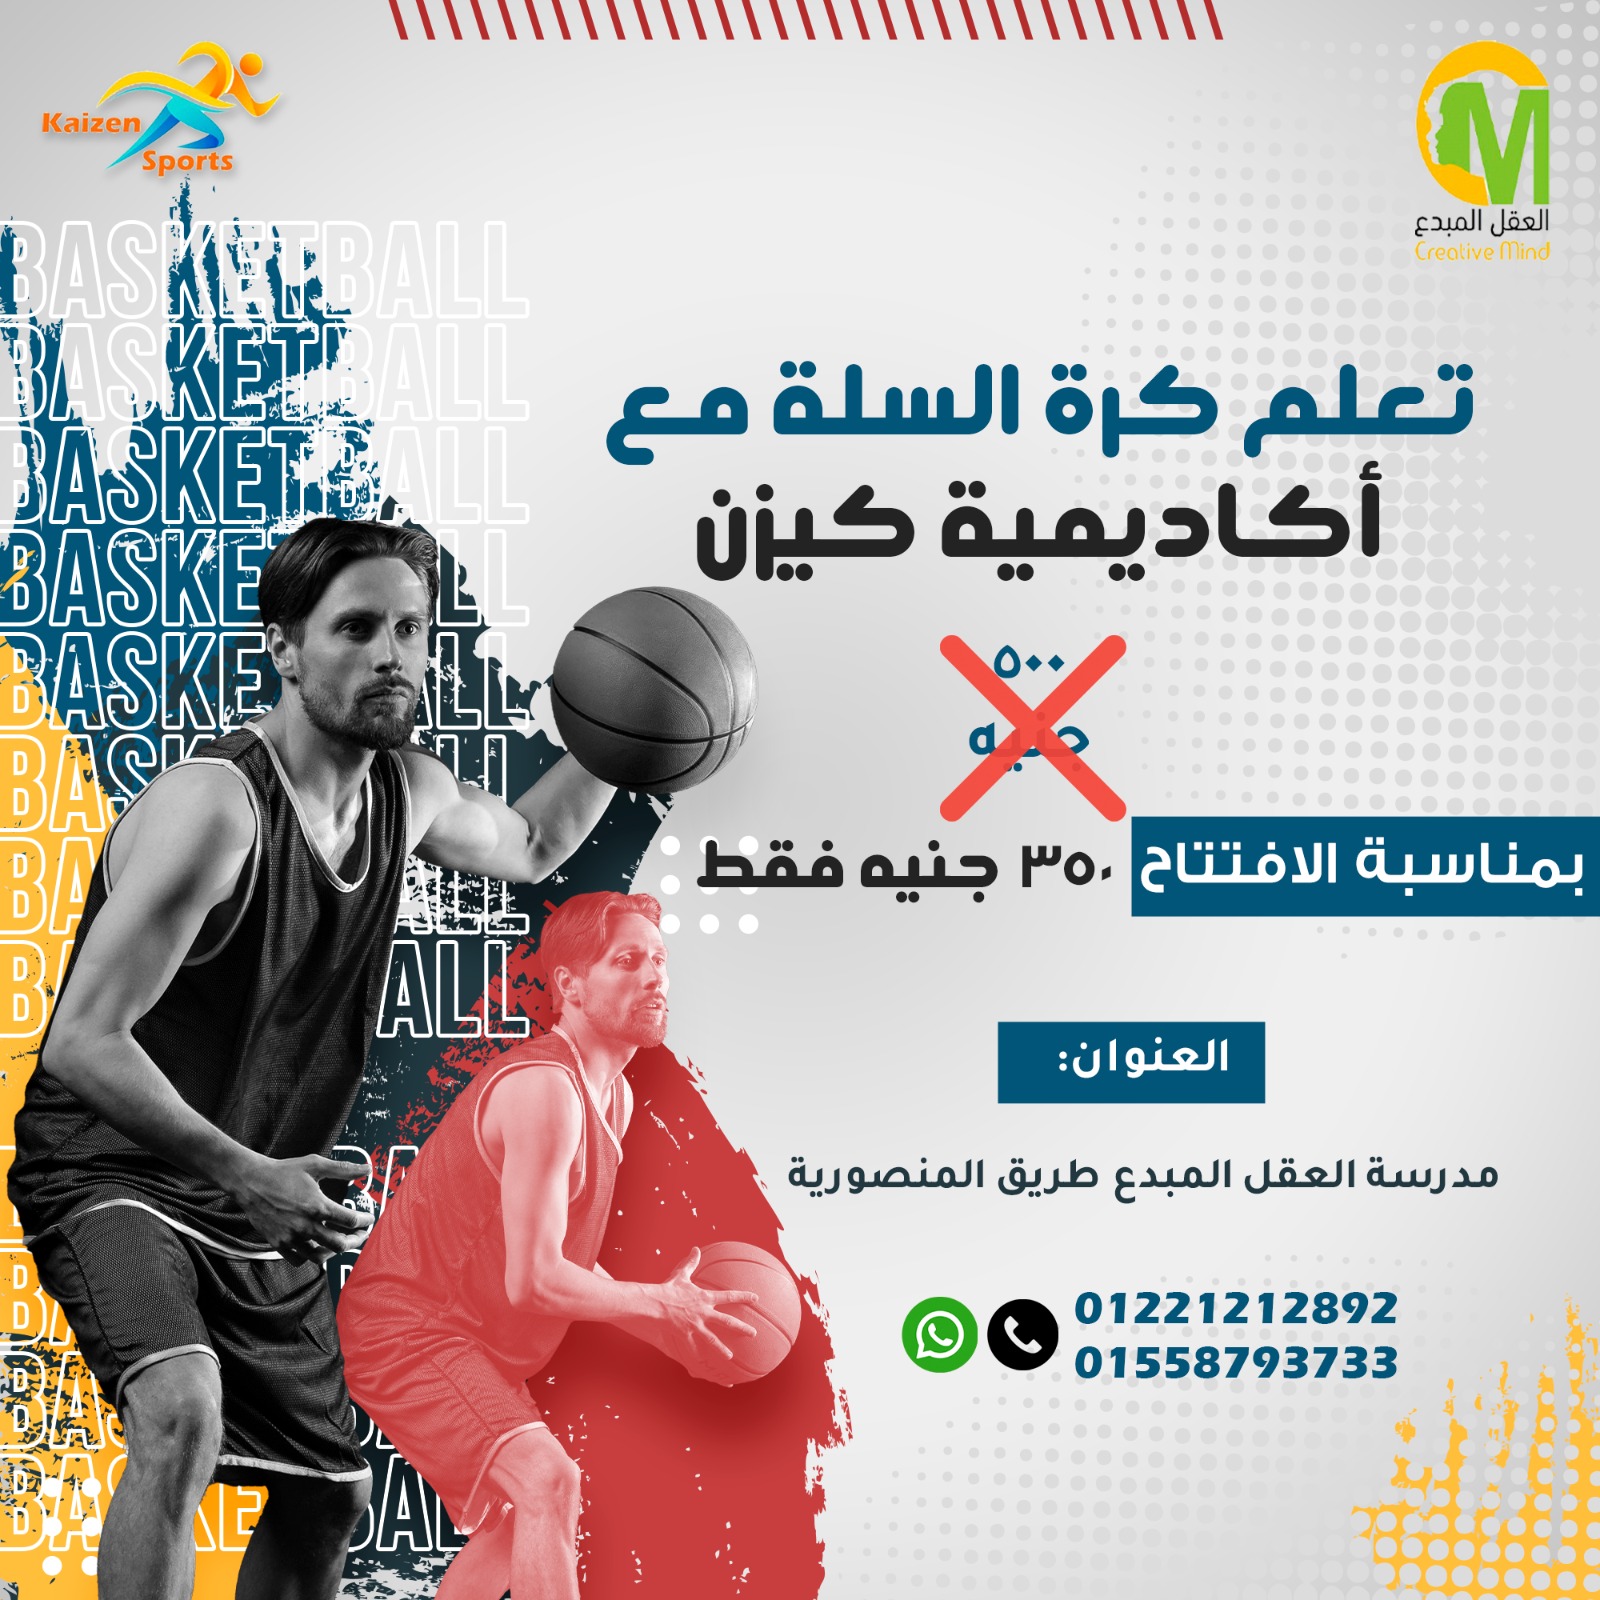 Kaizen
Sports
العقل المبدع
Creative Mind
BASKETBALL
BASKETBALL
BASKETBALL
تعلم كرة السلة مع
أكاديمية كيزن
٥٠٠
جنيه
بمناسبة الافتتاح ٣٥٠ جنيه فقط
العنوان:
مدرسة العقل المبدع طريق المنصورية
01221212892
01558793733